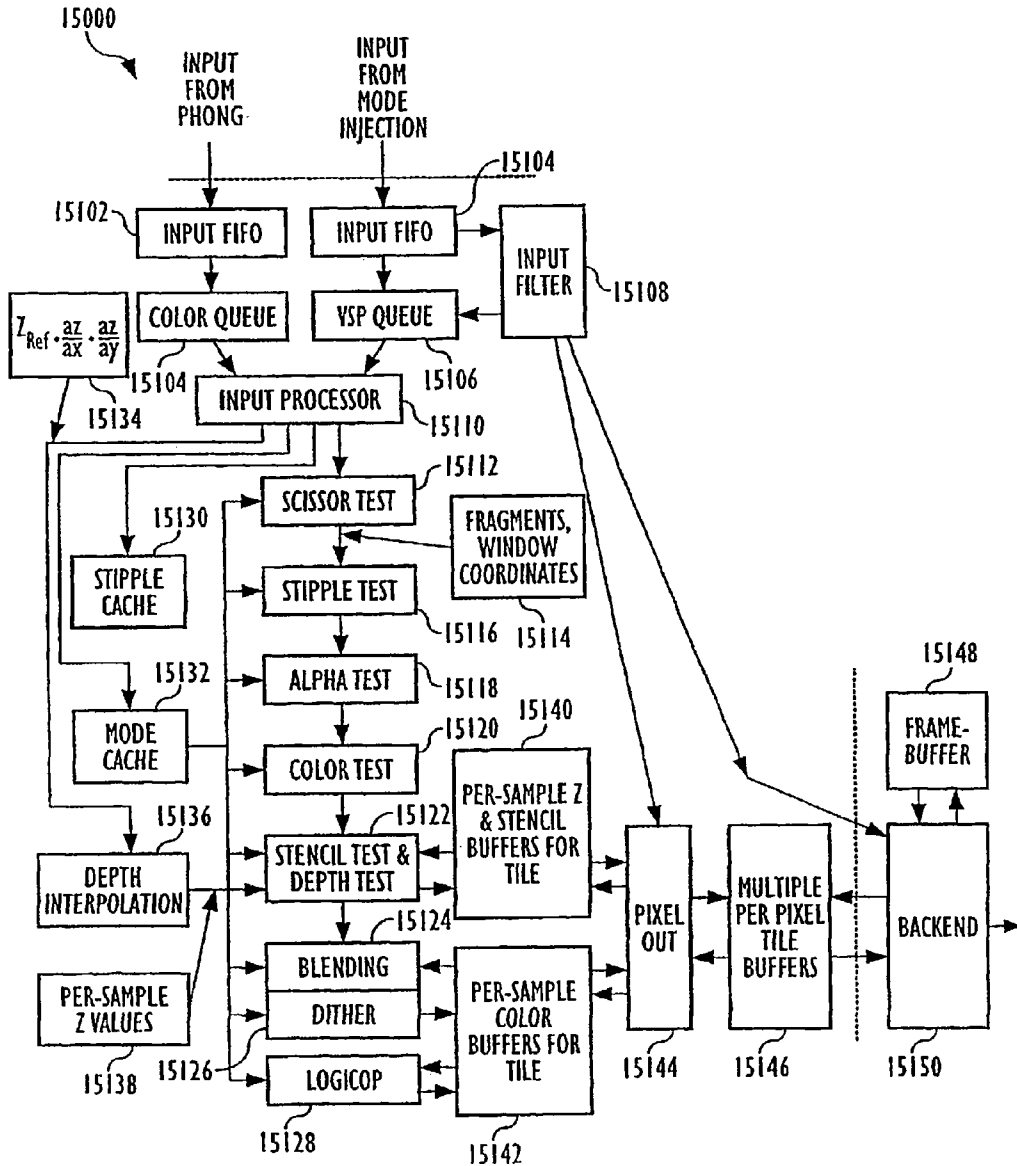 15000
INPUT
FROM
PHONG
INPUT
FROM
MODE
INJECTION
15104
15102
INPUT FIFO
INPUT FIFO
INPUT
FILTER
15108
Z_Ref · az/ax · az/ay
COLOR QUEUE
VSP QUEUE
15104
15106
15134
INPUT PROCESSOR
15110
15112
SCISSOR TEST
FRAGMENTS,
WINDOW
COORDINATES
15130
STIPPLE
CACHE
STIPPLE TEST
15116
15114
ALPHA TEST
15118
15132
MODE
CACHE
15120
COLOR TEST
15140
PER-SAMPLE Z
& STENCIL
BUFFERS FOR
TILE
15148
FRAME-
BUFFER
15136
DEPTH
INTERPOLATION
15122
STENCIL TEST &
DEPTH TEST
15124
BLENDING
DITHER
PIXEL
OUT
MULTIPLE
PER PIXEL
TILE
BUFFERS
BACKEND
PER-SAMPLE
Z VALUES
15138
15126
LOGICOP
15128
PER-SAMPLE
COLOR
BUFFERS FOR
TILE
15142
15144
15146
15150